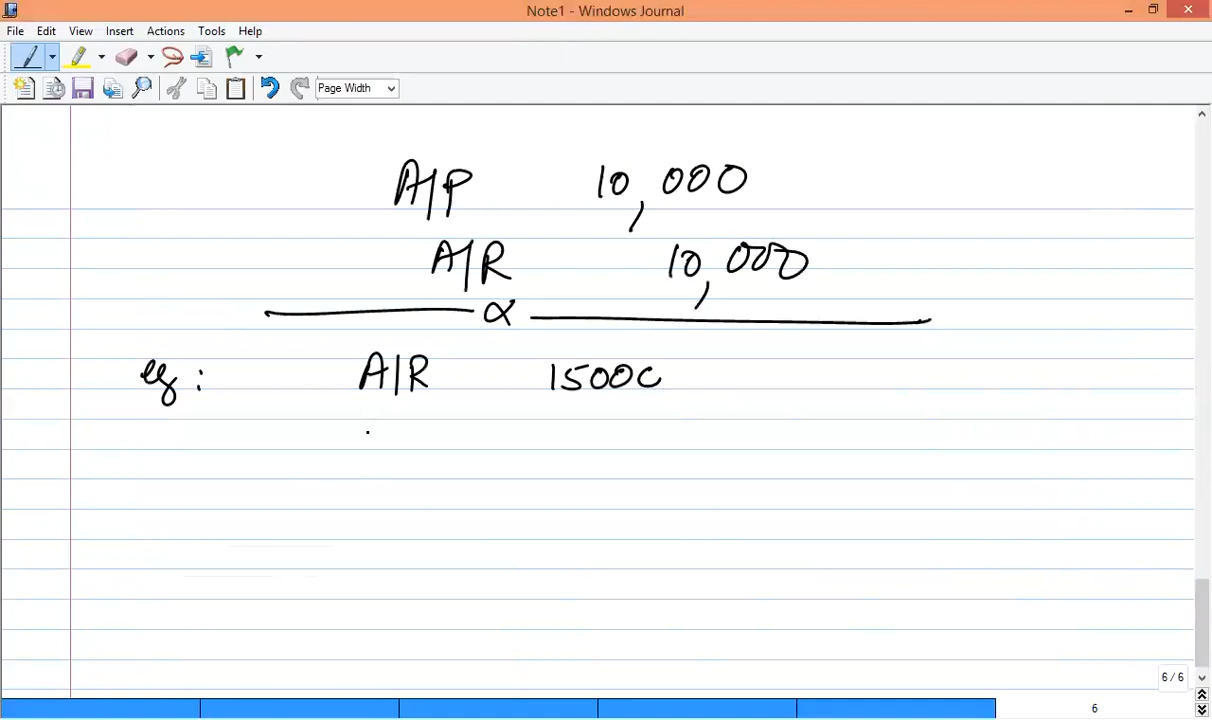 Note1 - Windows Journal
File Edit View Insert Actions Tools Help
Page Width
A/P 10,000
A/R 10,000
eg: A/R 15000
6 / 6
6